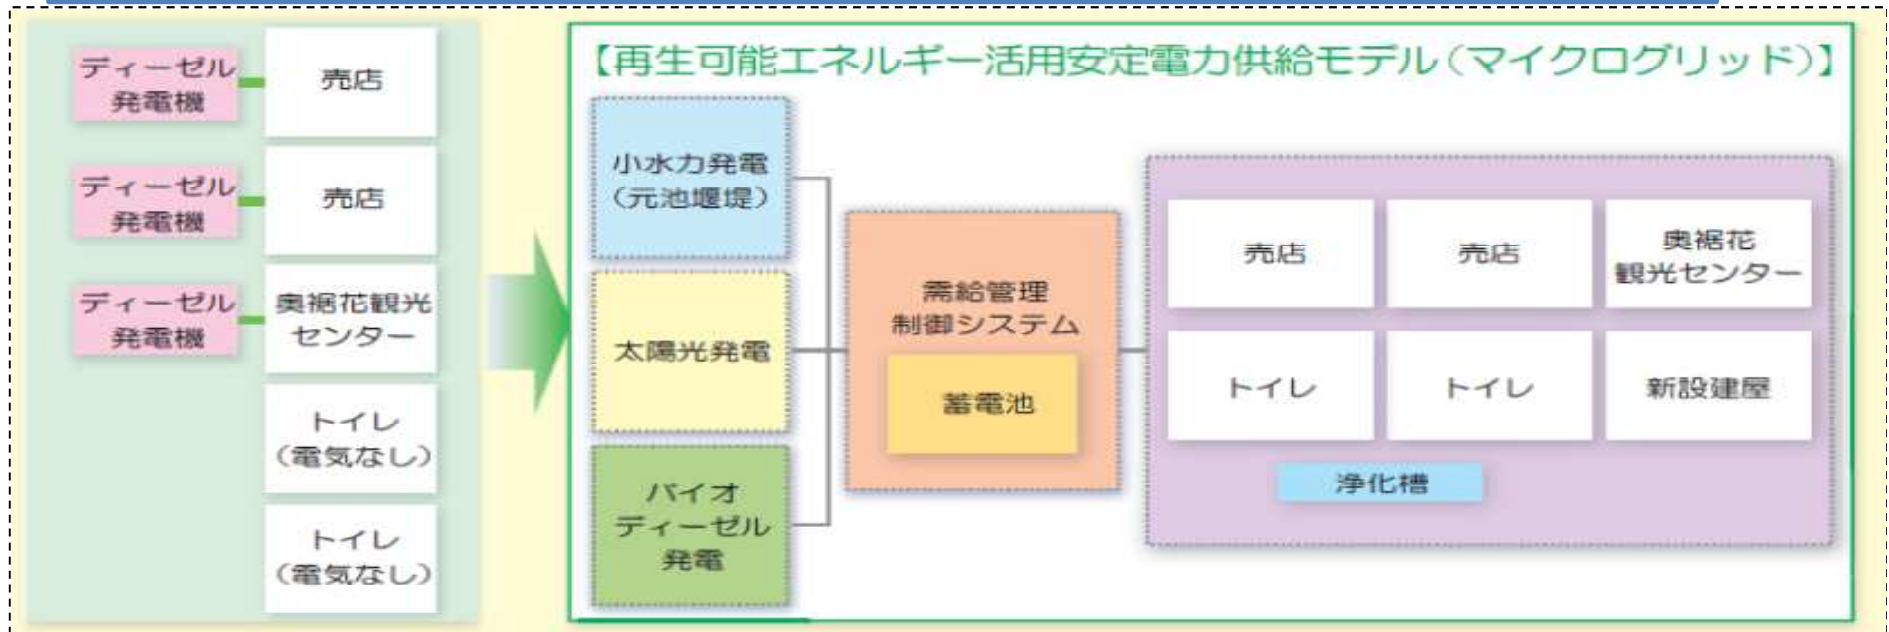 ディーゼル
発電機
売店
ディーゼル
発電機
売店
ディーゼル
発電機
奥裾花観光
センター
トイレ
(電気なし)
トイレ
(電気なし)
【再生可能エネルギー活用安定電力供給モデル(マイクログリッド)】
小水力発電
(元池堰堤)
太陽光発電
バイオ
ディーゼル
発電
需給管理
制御システム
蓄電池
売店
売店
奥裾花
観光センター
トイレ
トイレ
新設建屋
浄化槽